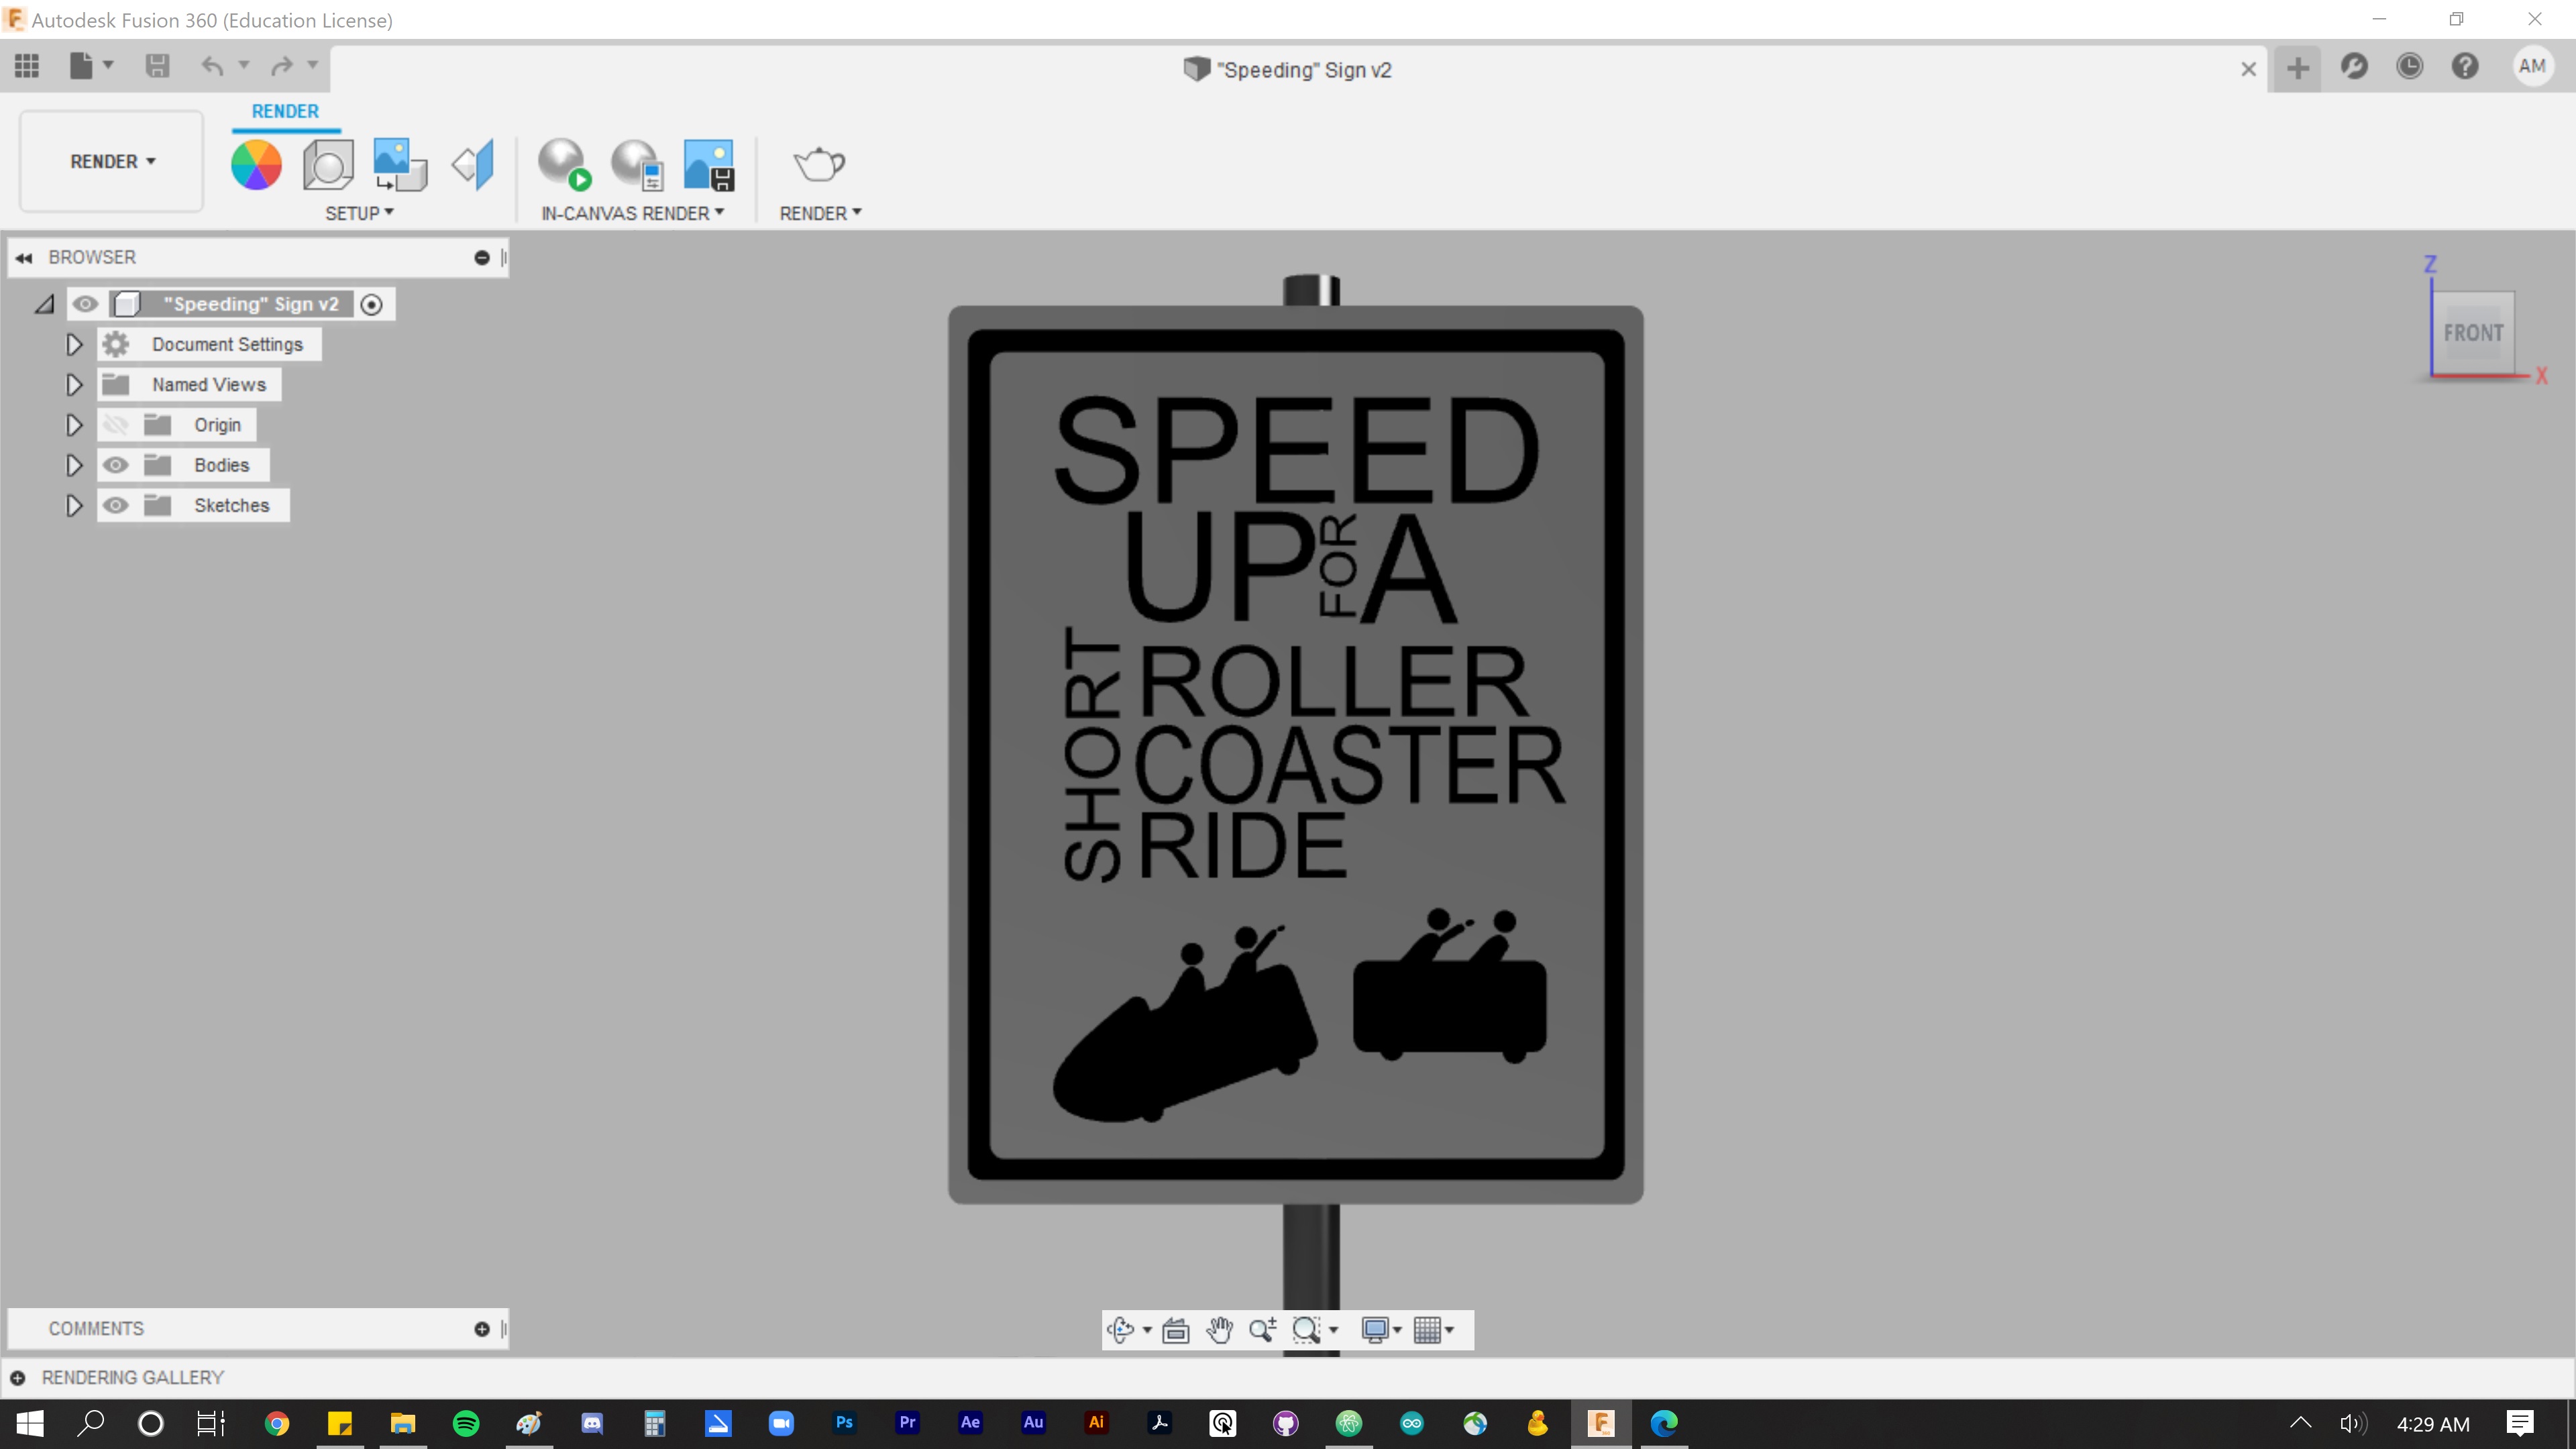 Autodesk Fusion 360 (Education License)
"Speeding" Sign v2
AM
RENDER
RENDER
SETUP
IN-CANVAS RENDER
RENDER
BROWSER
"Speeding" Sign v2
Document Settings
Named Views
Origin
Bodies
Sketches
Z
FRONT
X
SPEED
UP FOR A
SHORT
ROLLER
COASTER
RIDE
COMMENTS
RENDERING GALLERY
Ps
Pr
Ae
Au
Ai
F
4:29 AM